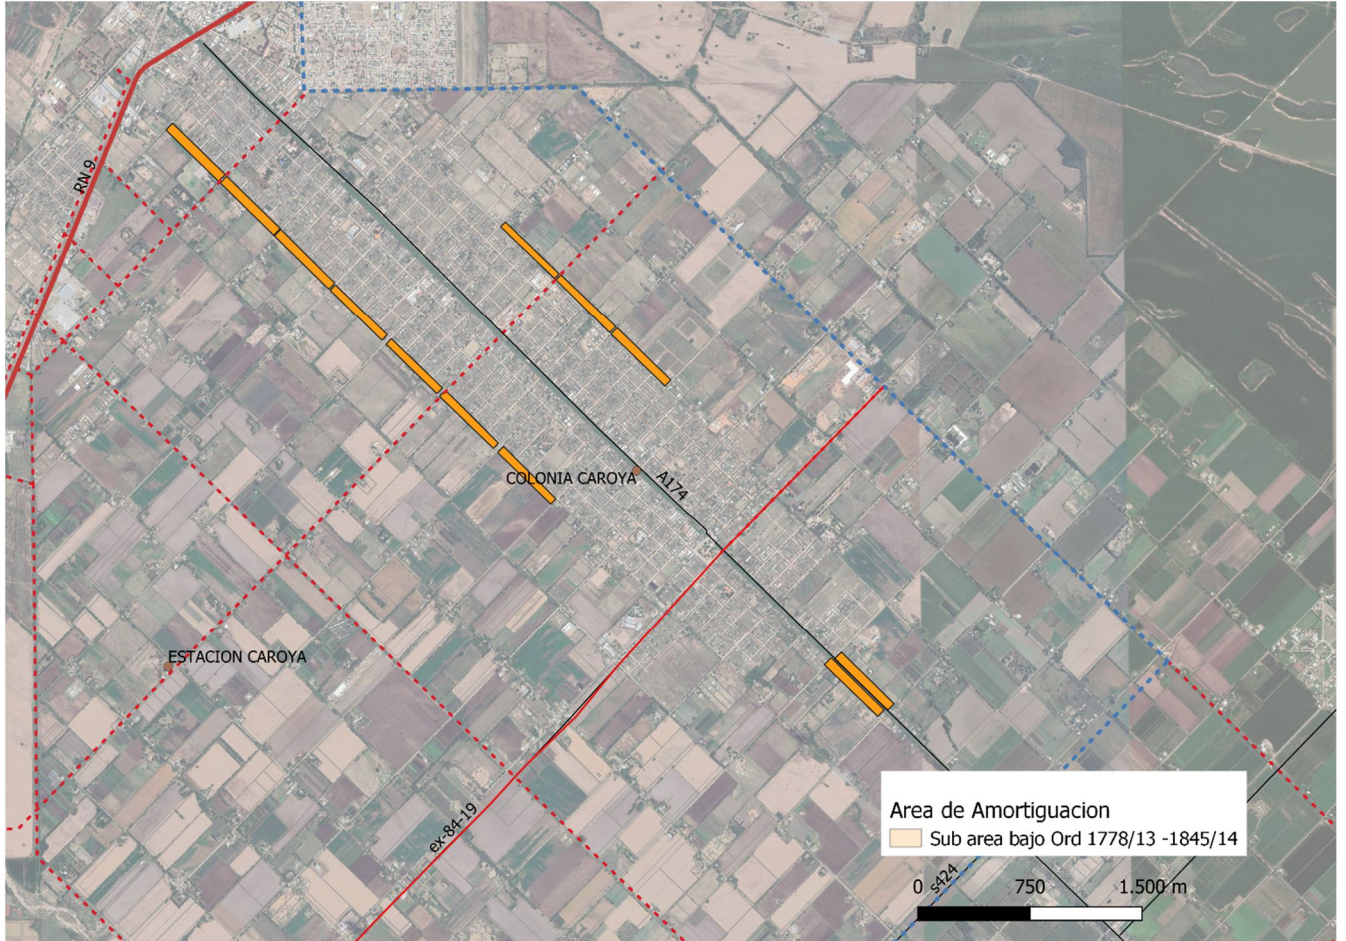 RN 9
COLONIA CAROYA
A174
ESTACION CAROYA
ex-84-19
Area de Amortiguacion
Sub area bajo Ord 1778/13 -1845/14
s424
0 750 1.500 m